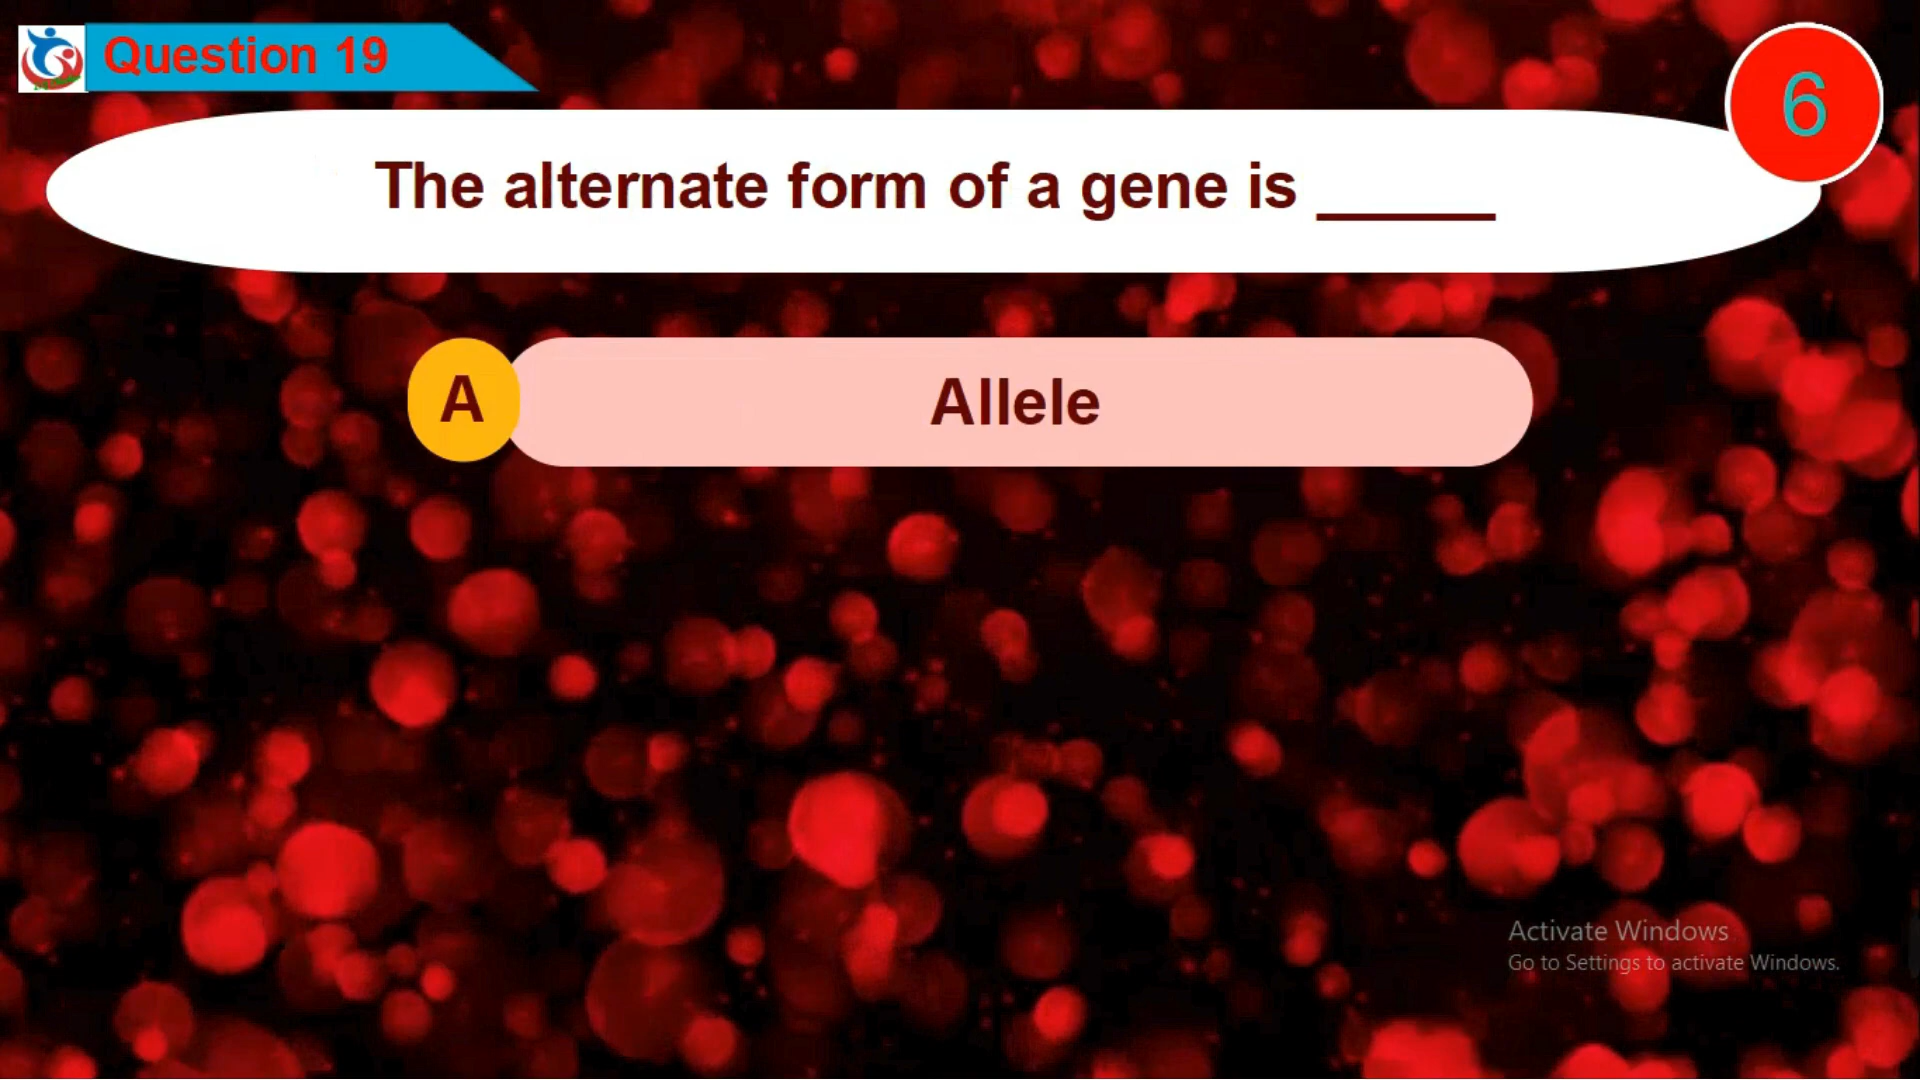 Question 19
6
The alternate form of a gene is _____
A
Allele
Activate Windows
Go to Settings to activate Windows.